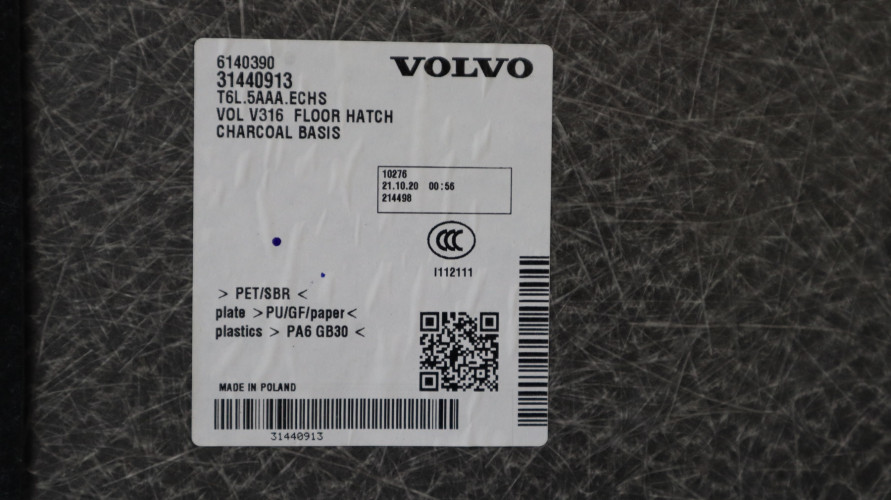 6140390
VOLVO
31440913
T6L.5AAA.ECHS
VOL V316 FLOOR HATCH
CHARCOAL BASIS
10276
21.10.20 00:56
214498
CCC
I112111
> PET/SBR <
plate >PU/GF/paper<
plastics > PA6 GB30 <
MADE IN POLAND
31440913